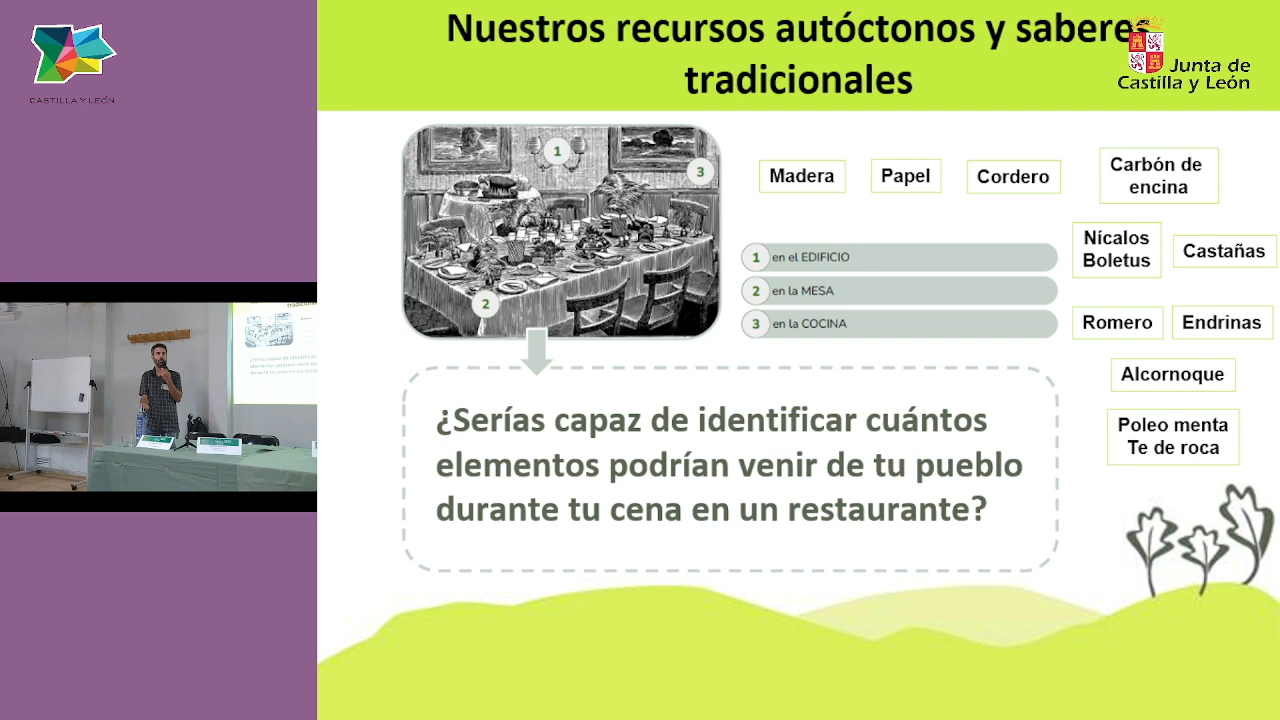 CASTILLA Y LEÓN
Nuestros recursos autóctonos y sabere
tradicionales
Junta de
Castilla y León
1
3
2
Madera
Papel
Cordero
Carbón de
encina
1 en el EDIFICIO
2 en la MESA
3 en la COCINA
Nícalos
Boletus
Castañas
Romero
Endrinas
Alcornoque
Poleo menta
Te de roca
¿Serías capaz de identificar cuántos
elementos podrían venir de tu pueblo
durante tu cena en un restaurante?